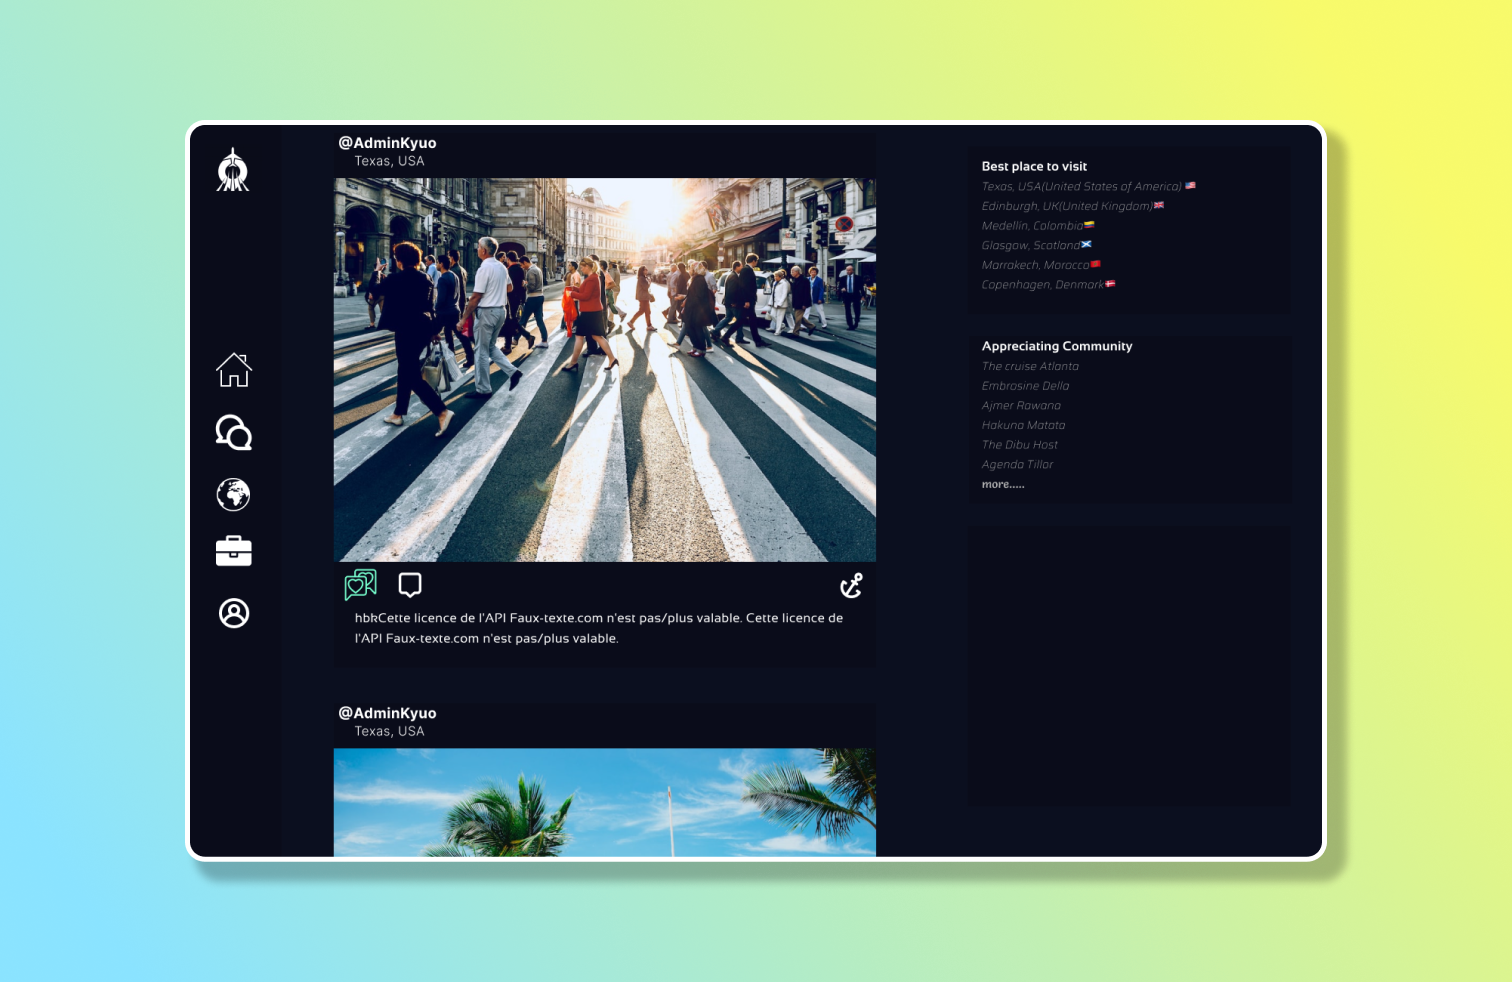 @AdminKyuo
Texas, USA
hbkCette licence de l'API Faux-texte.com n'est pas/plus valable. Cette licence de
l'API Faux-texte.com n'est pas/plus valable.
@AdminKyuo
Texas, USA
Best place to visit
Texas, USA(United States of America) 🇺🇸
Edinburgh, UK(United Kingdom)🇬🇧
Medellín, Colombia🇨🇴
Glasgow, Scotland🏴󠁧󠁢󠁳󠁣󠁴󠁿
Marrakech, Morocco🇲🇦
Copenhagen, Denmark🇩🇰
Appreciating Community
The cruise Atlanta
Embrosine Della
Ajmer Rawana
Hakuna Matata
The Dibu Host
Agenda Tillar
more.....